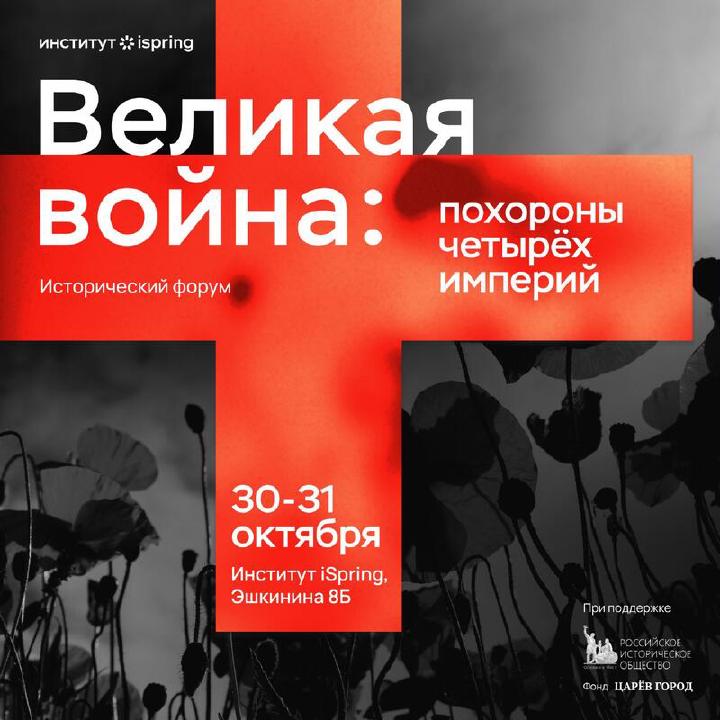 институт ispring
Великая
война:
похороны
четырёх
империй
Исторический форум
30-31
октября
Институт iSpring,
Эшкинина 8Б
При поддержке
РОССИЙСКОЕ
ИСТОРИЧЕСКОЕ
ОБЩЕСТВО
Фонд ЦАРЁВ ГОРОД